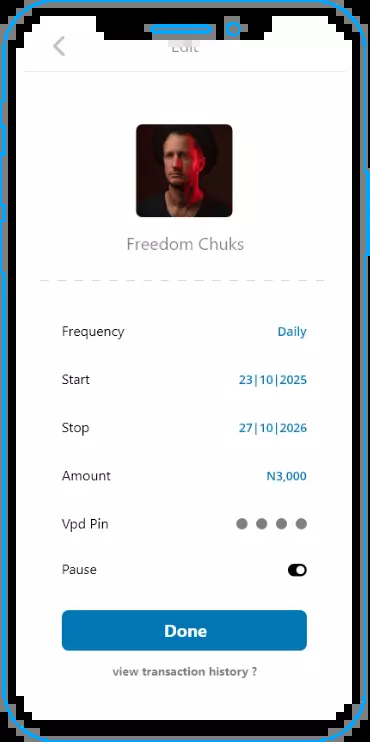 Edit
Freedom Chuks
Frequency Daily
Start 23|10|2025
Stop 27|10|2026
Amount N3,000
Vpd Pin
Pause
Done
view transaction history ?